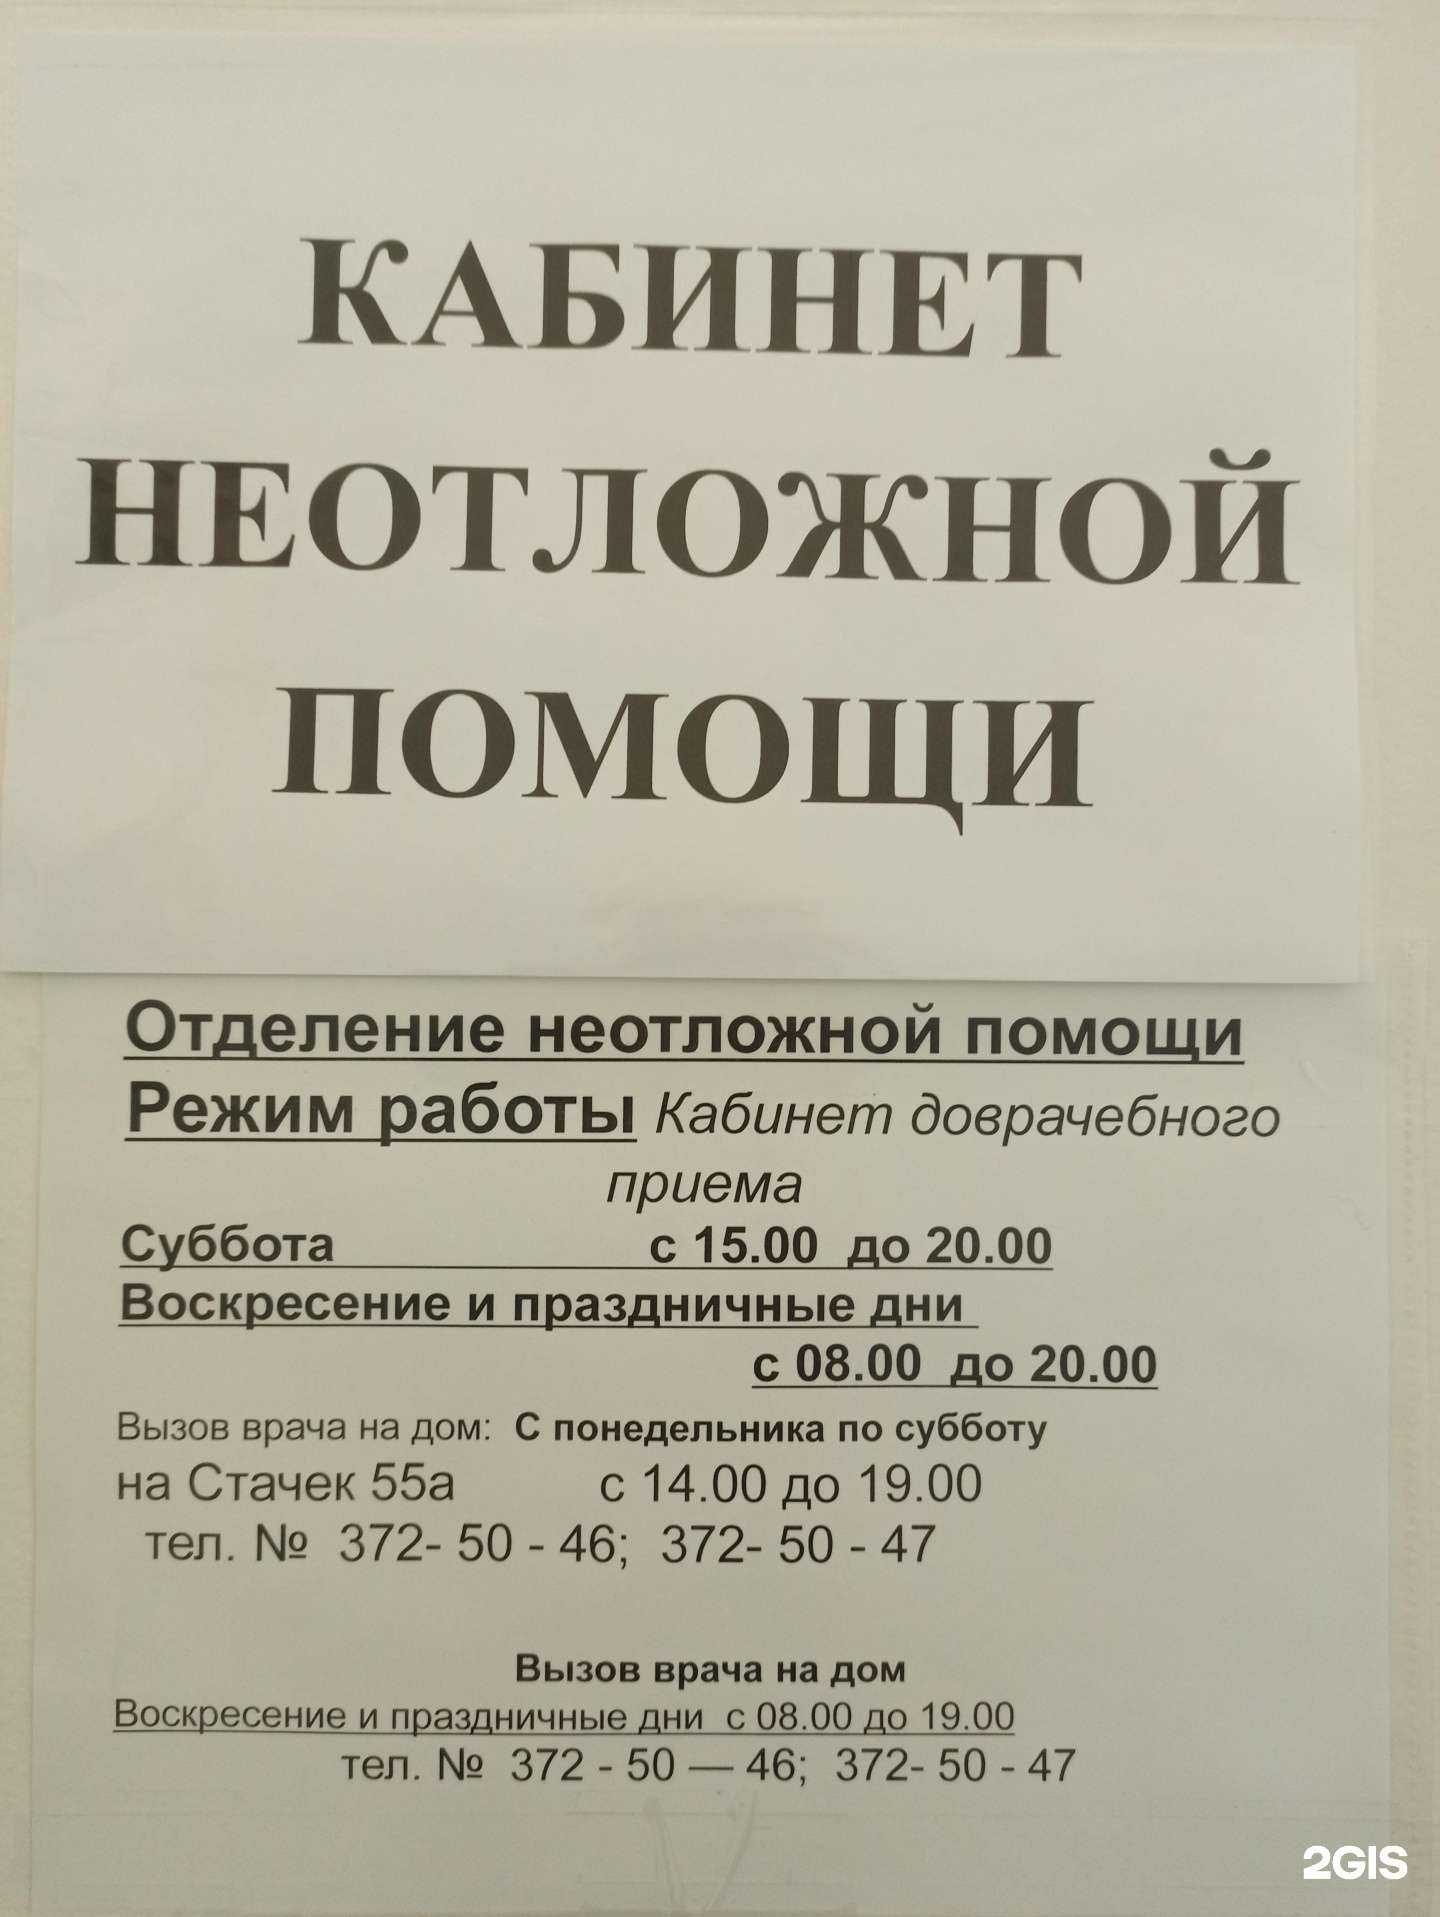 КАБИНЕТ
НЕОТЛОЖНОЙ
ПОМОЩИ
Отделение неотложной помощи
Режим работы Кабинет доврачебного
приема
Суббота с 15.00 до 20.00
Воскресение и праздничные дни
с 08.00 до 20.00
Вызов врача на дом: С понедельника по субботу
на Стачек 55а с 14.00 до 19.00
тел. № 372- 50 - 46; 372- 50 - 47
Вызов врача на дом
Воскресение и праздничные дни с 08.00 до 19.00
тел. № 372 - 50 — 46; 372- 50 - 47
2GIS